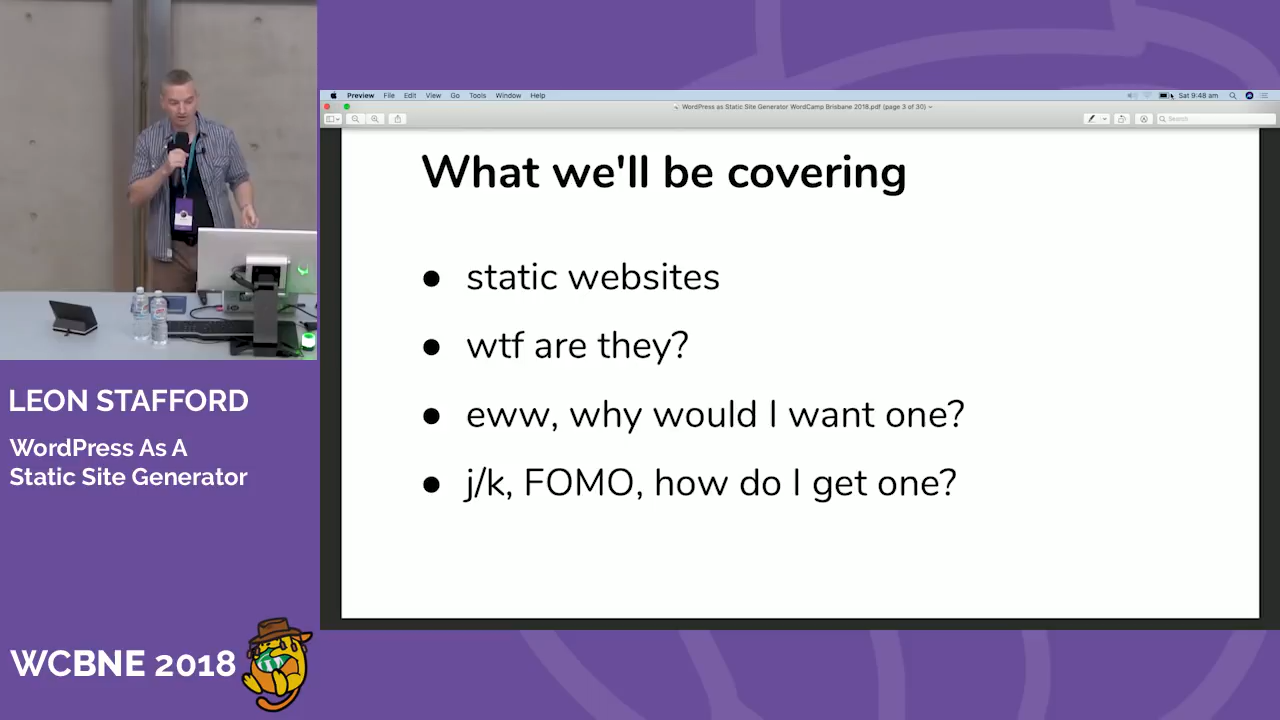 Preview File Edit View Go Tools Window Help Sat 9:48 am
WordPress as Static Site Generator WordCamp Brisbane 2018.pdf (page 3 of 30)
Search
What we'll be covering
● static websites
● wtf are they?
● eww, why would I want one?
● j/k, FOMO, how do I get one?
LEON STAFFORD
WordPress As A
Static Site Generator
WCBNE 2018